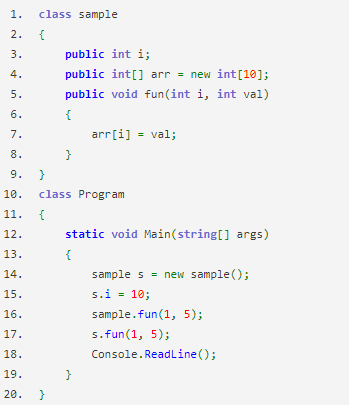 1. class sample
2. {
3.     public int i;
4.     public int[] arr = new int[10];
5.     public void fun(int i, int val)
6.     {
7.         arr[i] = val;
8.     }
9. }
10. class Program
11. {
12.     static void Main(string[] args)
13.     {
14.         sample s = new sample();
15.         s.i = 10;
16.         sample.fun(1, 5);
17.         s.fun(1, 5);
18.         Console.ReadLine();
19.     }
20. }